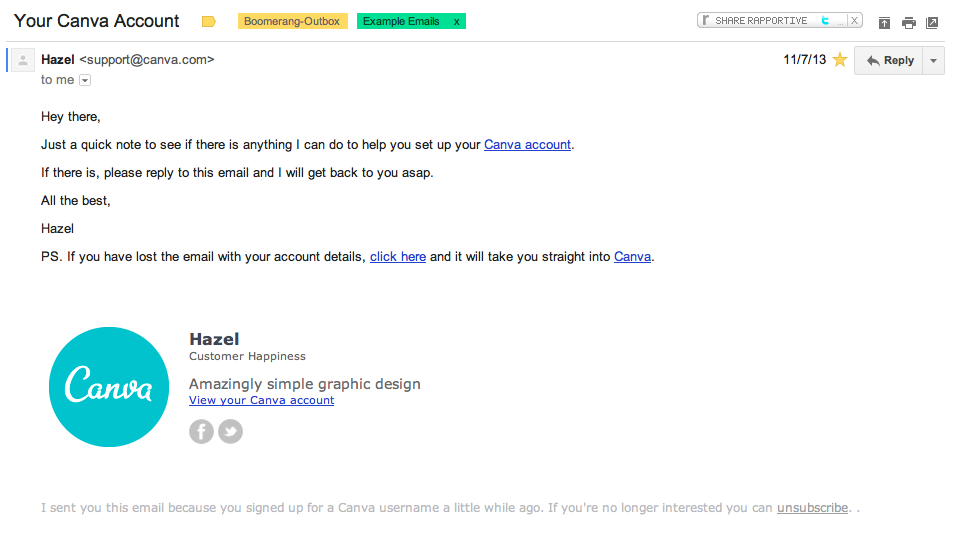 Your Canva Account Boomerang-Outbox Example Emails x SHARE RAPPORTIVE ... X
Hazel <support@canva.com> 11/7/13 Reply
to me
Hey there,
Just a quick note to see if there is anything I can do to help you set up your Canva account.
If there is, please reply to this email and I will get back to you asap.
All the best,
Hazel
PS. If you have lost the email with your account details, click here and it will take you straight into Canva.
Canva
Hazel
Customer Happiness
Amazingly simple graphic design
View your Canva account
I sent you this email because you signed up for a Canva username a little while ago. If you're no longer interested you can unsubscribe. .